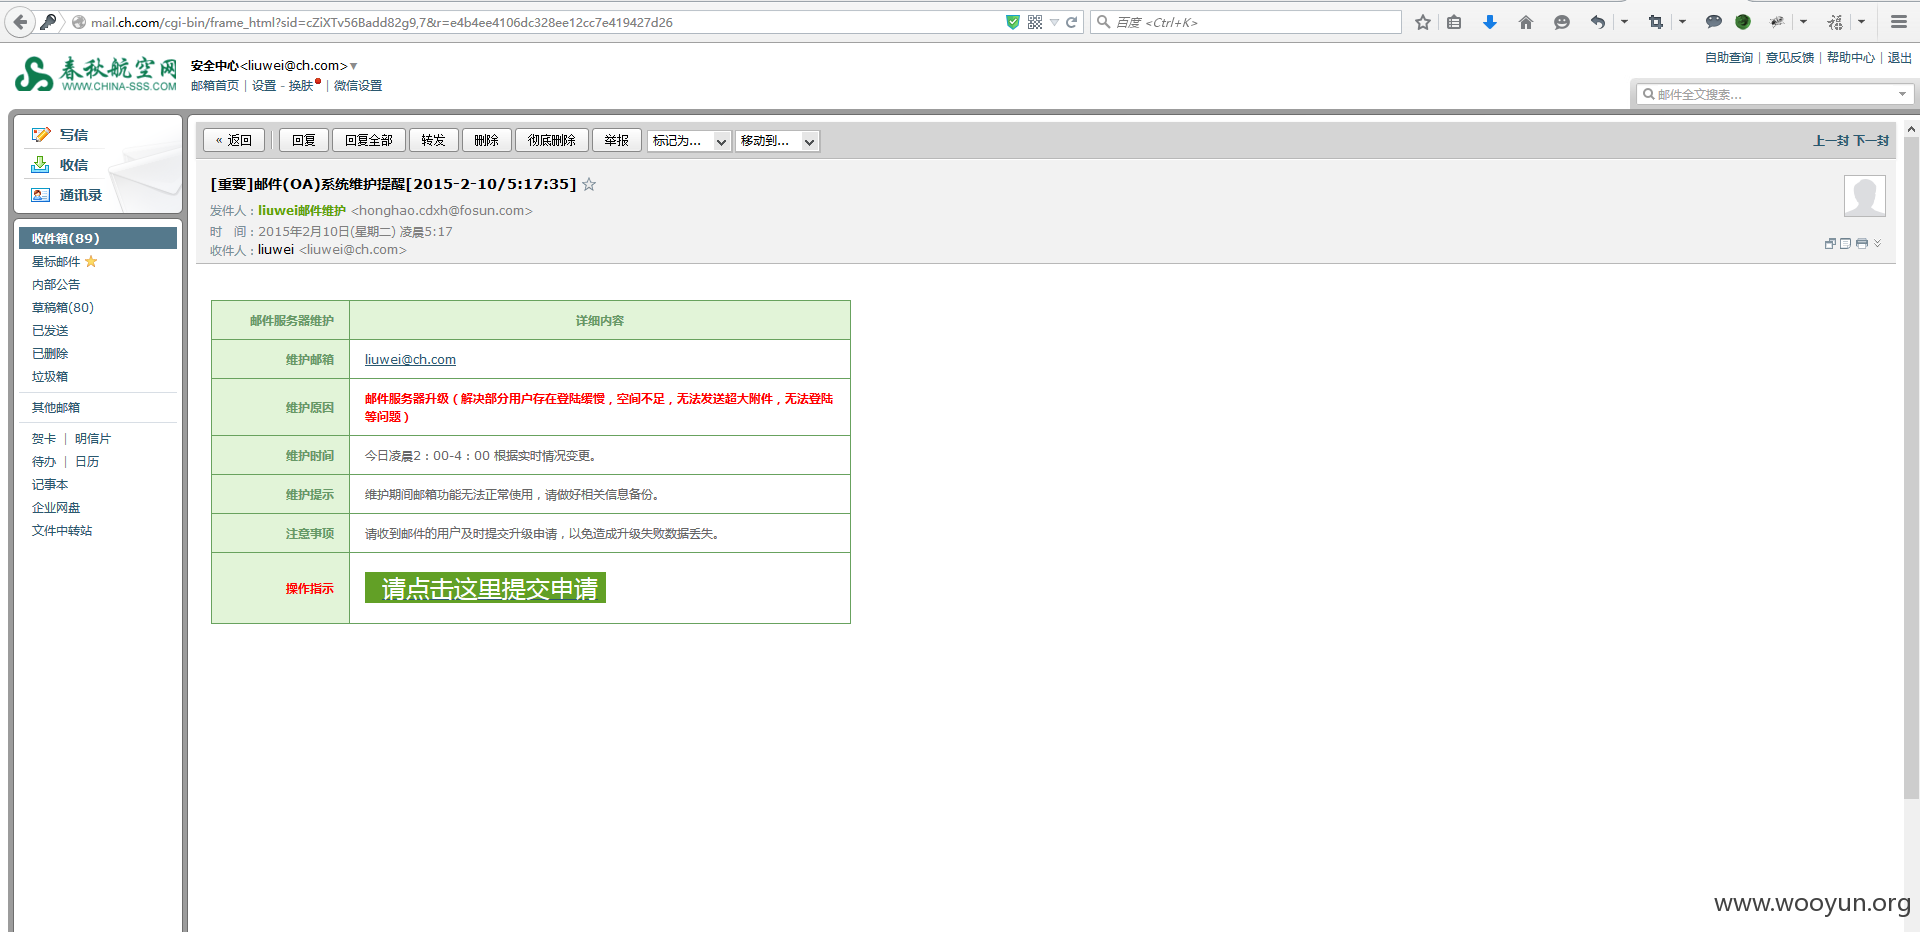 mail.ch.com/cgi-bin/frame_html?sid=cZiXTv56Badd82g9,7&r=e4b4ee4106dc328ee12cc7e419427d26
百度 <Ctrl+K>
春秋航空网
WWW.CHINA-SSS.COM
安全中心<liuwei@ch.com>
邮箱首页 | 设置 - 换肤 | 微信设置
自助查询 | 意见反馈 | 帮助中心 | 退出
邮件全文搜索...
写信
收信
通讯录
收件箱(89)
星标邮件
内部公告
草稿箱(80)
已发送
已删除
垃圾箱
其他邮箱
贺卡 | 明信片
待办 | 日历
记事本
企业网盘
文件中转站
« 返回 回复 回复全部 转发 删除 彻底删除 举报 标记为... 移动到...
上一封 下一封
[重要]邮件(OA)系统维护提醒[2015-2-10/5:17:35]
发件人：liuwei邮件维护 <honghao.cdxh@fosun.com>
时 间：2015年2月10日(星期二) 凌晨5:17
收件人：liuwei <liuwei@ch.com>
邮件服务器维护 详细内容
维护邮箱 liuwei@ch.com
维护原因 邮件服务器升级（解决部分用户存在登陆缓慢，空间不足，无法发送超大附件，无法登陆
等问题）
维护时间 今日凌晨2：00-4：00 根据实时情况变更。
维护提示 维护期间邮箱功能无法正常使用，请做好相关信息备份。
注意事项 请收到邮件的用户及时提交升级申请，以免造成升级失败数据丢失。
操作指示 请点击这里提交申请
www.wooyun.org